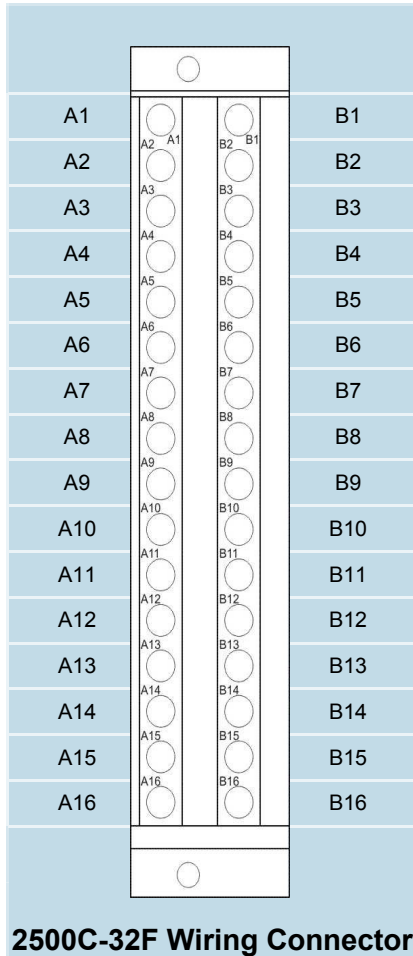 A1 B1
A1 B1
A2 B2
A2 B2
A3 B3
A3 B3
A4 B4
A4 B4
A5 B5
A5 B5
A6 B6
A6 B6
A7 B7
A7 B7
A8 B8
A8 B8
A9 B9
A9 B9
A10 B10
A10 B10
A11 B11
A11 B11
A12 B12
A12 B12
A13 B13
A13 B13
A14 B14
A14 B14
A15 B15
A15 B15
A16 B16
A16 B16
2500C-32F Wiring Connector